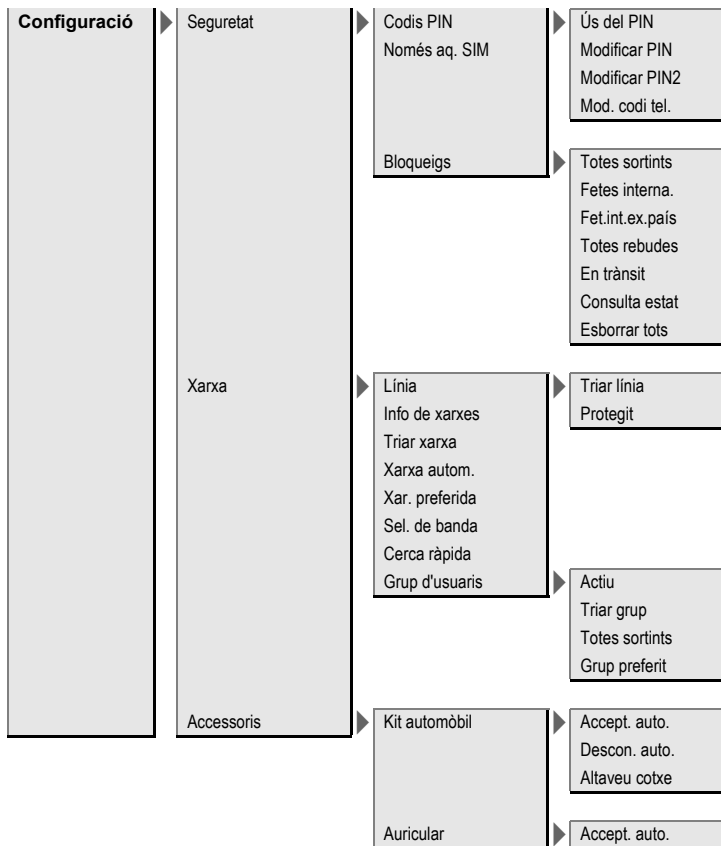 Configuració
Seguretat
Codis PIN
Ús del PIN
Modificar PIN
Modificar PIN2
Mod. codi tel.
Només aq. SIM
Bloqueigs
Totes sortints
Fetes interna.
Fet.int.ex.país
Totes rebudes
En trànsit
Consulta estat
Esborrar tots
Xarxa
Línia
Triar línia
Protegit
Info de xarxes
Triar xarxa
Xarxa autom.
Xar. preferida
Sel. de banda
Cerca ràpida
Grup d'usuaris
Actiu
Triar grup
Totes sortints
Grup preferit
Accessoris
Kit automòbil
Accept. auto.
Descon. auto.
Altaveu cotxe
Auricular
Accept. auto.